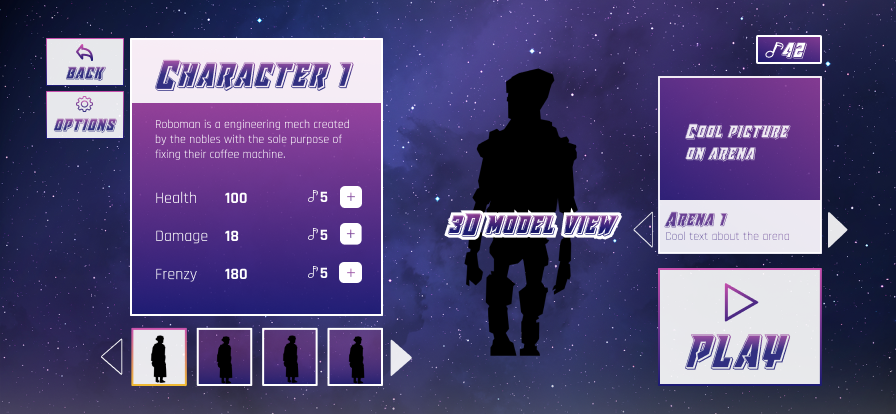 BACK
OPTIONS
CHARACTER 1
Roboman is a engineering mech created
by the nobles with the sole purpose of
fixing their coffee machine.
Health 100 5 +
Damage 18 5 +
Frenzy 180 5 +
3D MODEL VIEW
42
COOL PICTURE
ON ARENA
ARENA 1
Cool text about the arena
PLAY